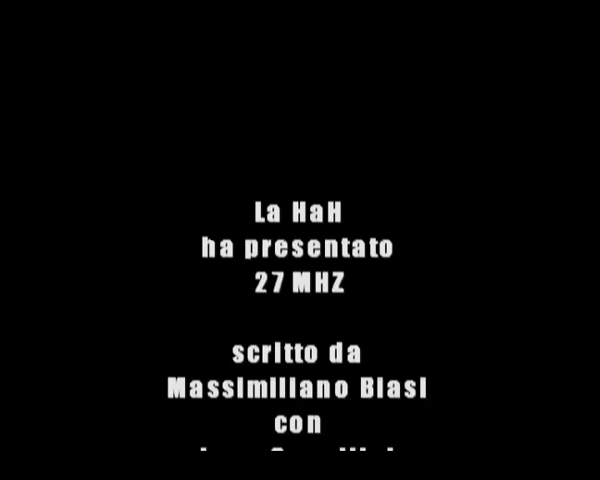 La HaH
ha presentato
27 MHZ
scritto da
Massimiliano Biasi
con